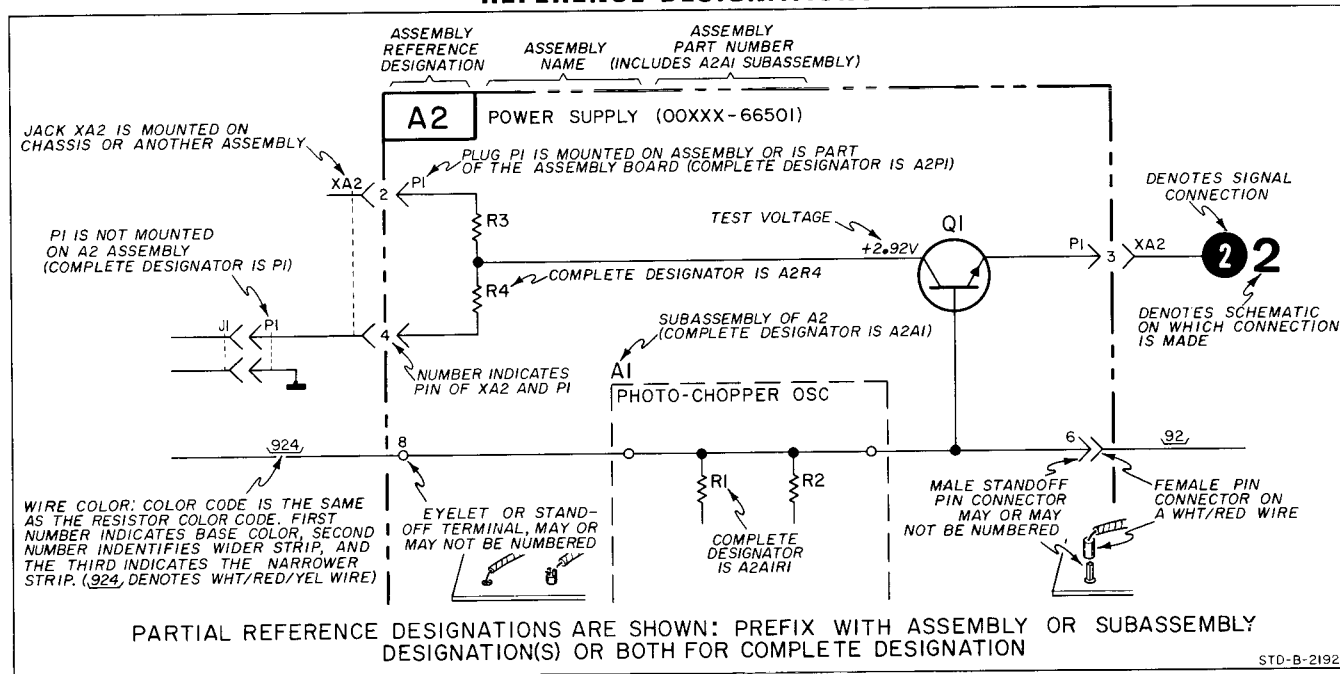 ASSEMBLY
REFERENCE
DESIGNATION
ASSEMBLY
NAME
ASSEMBLY
PART NUMBER
(INCLUDES A2A1 SUBASSEMBLY)
A2
POWER SUPPLY (00XXX-66501)
JACK XA2 IS MOUNTED ON
CHASSIS OR ANOTHER ASSEMBLY
PLUG P1 IS MOUNTED ON ASSEMBLY OR IS PART
OF THE ASSEMBLY BOARD (COMPLETE DESIGNATOR IS A2P1)
XA2
2
P1
R3
TEST VOLTAGE
+2.92V
Q1
DENOTES SIGNAL
CONNECTION
P1
3
XA2
2
2
P1 IS NOT MOUNTED
ON A2 ASSEMBLY
(COMPLETE DESIGNATOR IS P1)
R4
COMPLETE DESIGNATOR IS A2R4
DENOTES SCHEMATIC
ON WHICH CONNECTION
IS MADE
J1
P1
4
SUBASSEMBLY OF A2
(COMPLETE DESIGNATOR IS A2A1)
NUMBER INDICATES
PIN OF XA2 AND P1
A1
PHOTO-CHOPPER OSC
924
8
6
92
R1
R2
WIRE COLOR: COLOR CODE IS THE SAME
AS THE RESISTOR COLOR CODE. FIRST
NUMBER INDICATES BASE COLOR, SECOND
NUMBER INDENTIFIES WIDER STRIP, AND
THE THIRD INDICATES THE NARROWER
STRIP. (924 DENOTES WHT/RED/YEL WIRE)
EYELET OR STAND-
OFF TERMINAL, MAY OR
MAY NOT BE NUMBERED
COMPLETE
DESIGNATOR
IS A2A1R1
MALE STANDOFF
PIN CONNECTOR
MAY OR MAY
NOT BE NUMBERED
FEMALE PIN
CONNECTOR ON
A WHT/RED WIRE
PARTIAL REFERENCE DESIGNATIONS ARE SHOWN: PREFIX WITH ASSEMBLY OR SUBASSEMBLY
DESIGNATION(S) OR BOTH FOR COMPLETE DESIGNATION
STD-B-2192